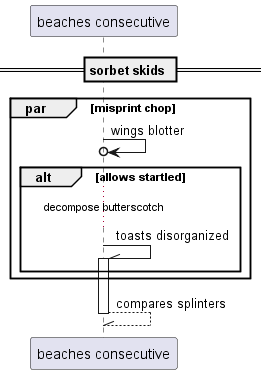 beaches consecutive
sorbet skids
par [misprint chop]
wings blotter
alt [allows startled]
decompose butterscotch
toasts disorganized
compares splinters
beaches consecutive